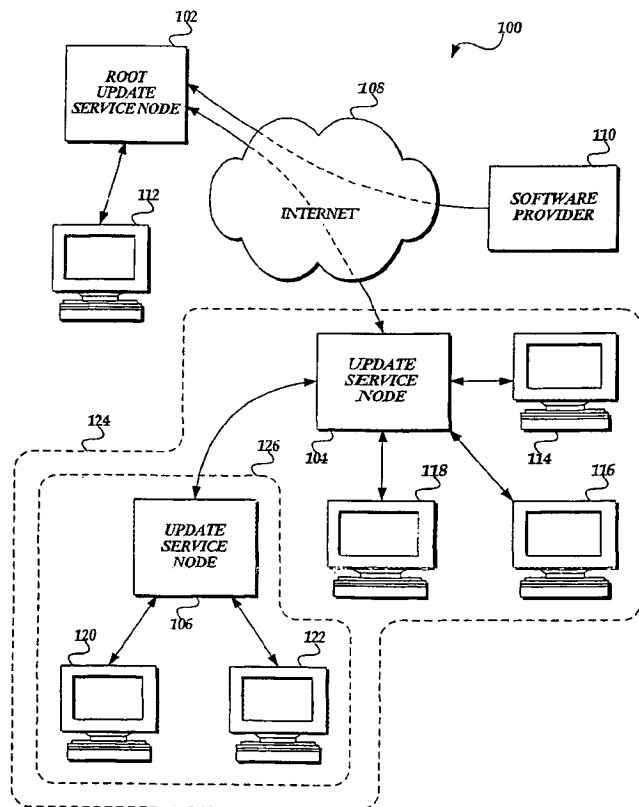 102
100
ROOT
UPDATE
SERVICE NODE
108
110
SOFTWARE
PROVIDER
112
INTERNET
UPDATE
SERVICE
NODE
124
126
104
118
114
116
UPDATE
SERVICE
NODE
106
120
122